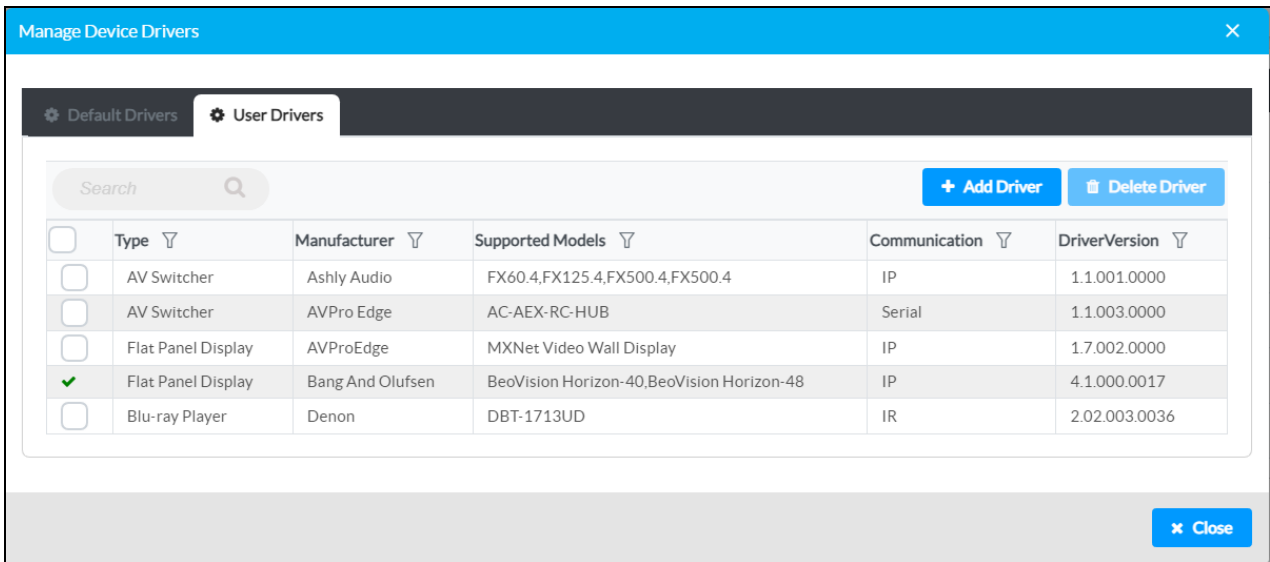 Manage Device Drivers
Default Drivers User Drivers
Search + Add Driver Delete Driver
Type Manufacturer Supported Models Communication DriverVersion
AV Switcher Ashly Audio FX60.4,FX125.4,FX500.4,FX500.4 IP 1.1.001.0000
AV Switcher AVPro Edge AC-AEX-RC-HUB Serial 1.1.003.0000
Flat Panel Display AVProEdge MXNet Video Wall Display IP 1.7.002.0000
Flat Panel Display Bang And Olufsen BeoVision Horizon-40,BeoVision Horizon-48 IP 4.1.000.0017
Blu-ray Player Denon DBT-1713UD IR 2.02.003.0036
Close